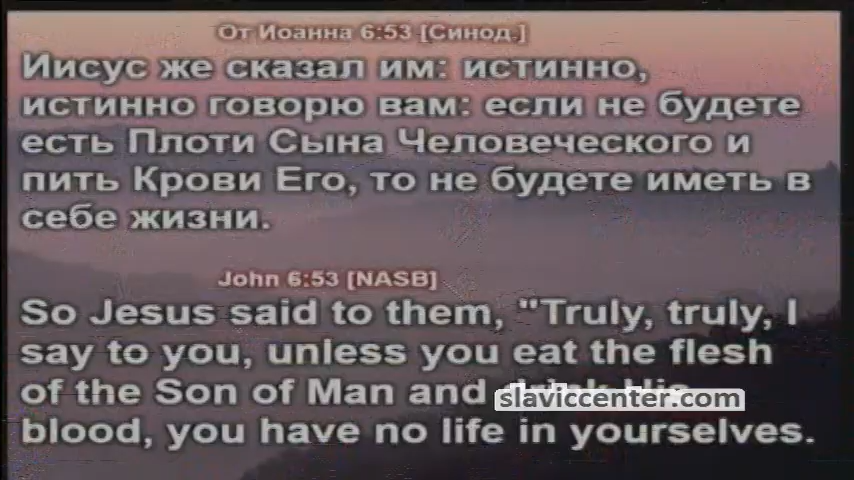 От Иоанна 6:53 [Синод.]
Иисус же сказал им: истинно,
истинно говорю вам: если не будете
есть Плоти Сына Человеческого и
пить Крови Его, то не будете иметь в
себе жизни.
John 6:53 [NASB]
So Jesus said to them, "Truly, truly, I
say to you, unless you eat the flesh
of the Son of Man and drink His
slaviccenter.com
blood, you have no life in yourselves.